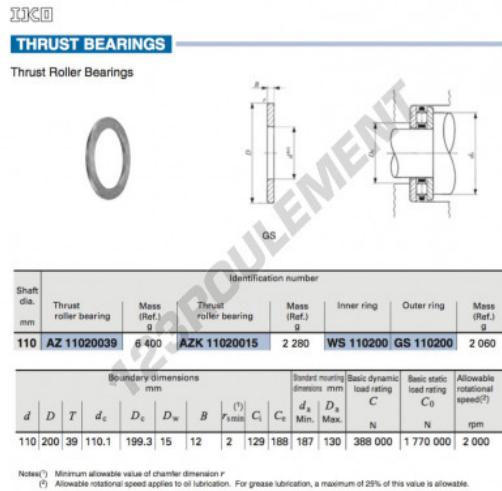 IKO
THRUST BEARINGS
Thrust Roller Bearings
B
r
D
d
Da
da
GS
123ROULEMENT
Identification number
Shaft dia. mm Thrust roller bearing Mass (Ref.) g Thrust roller bearing Mass (Ref.) g Inner ring Outer ring Mass (Ref.) g
110 AZ 11020039 6 400 AZK 11020015 2 280 WS 110200 GS 110200 2 060
Boundary dimensions mm Standard mounting dimensions mm Basic dynamic load rating C N Basic static load rating C0 N Allowable rotational speed(2) rpm
d D T dc Dc Dw B rs min(1) Ci Ce da Min. Da Max.
110 200 39 110.1 199.3 15 12 2 129 188 187 130 388 000 1 770 000 2 000
Notes(1) Minimum allowable value of chamfer dimension r
(2) Allowable rotational speed applies to oil lubrication. For grease lubrication, a maximum of 25% of this value is allowable.